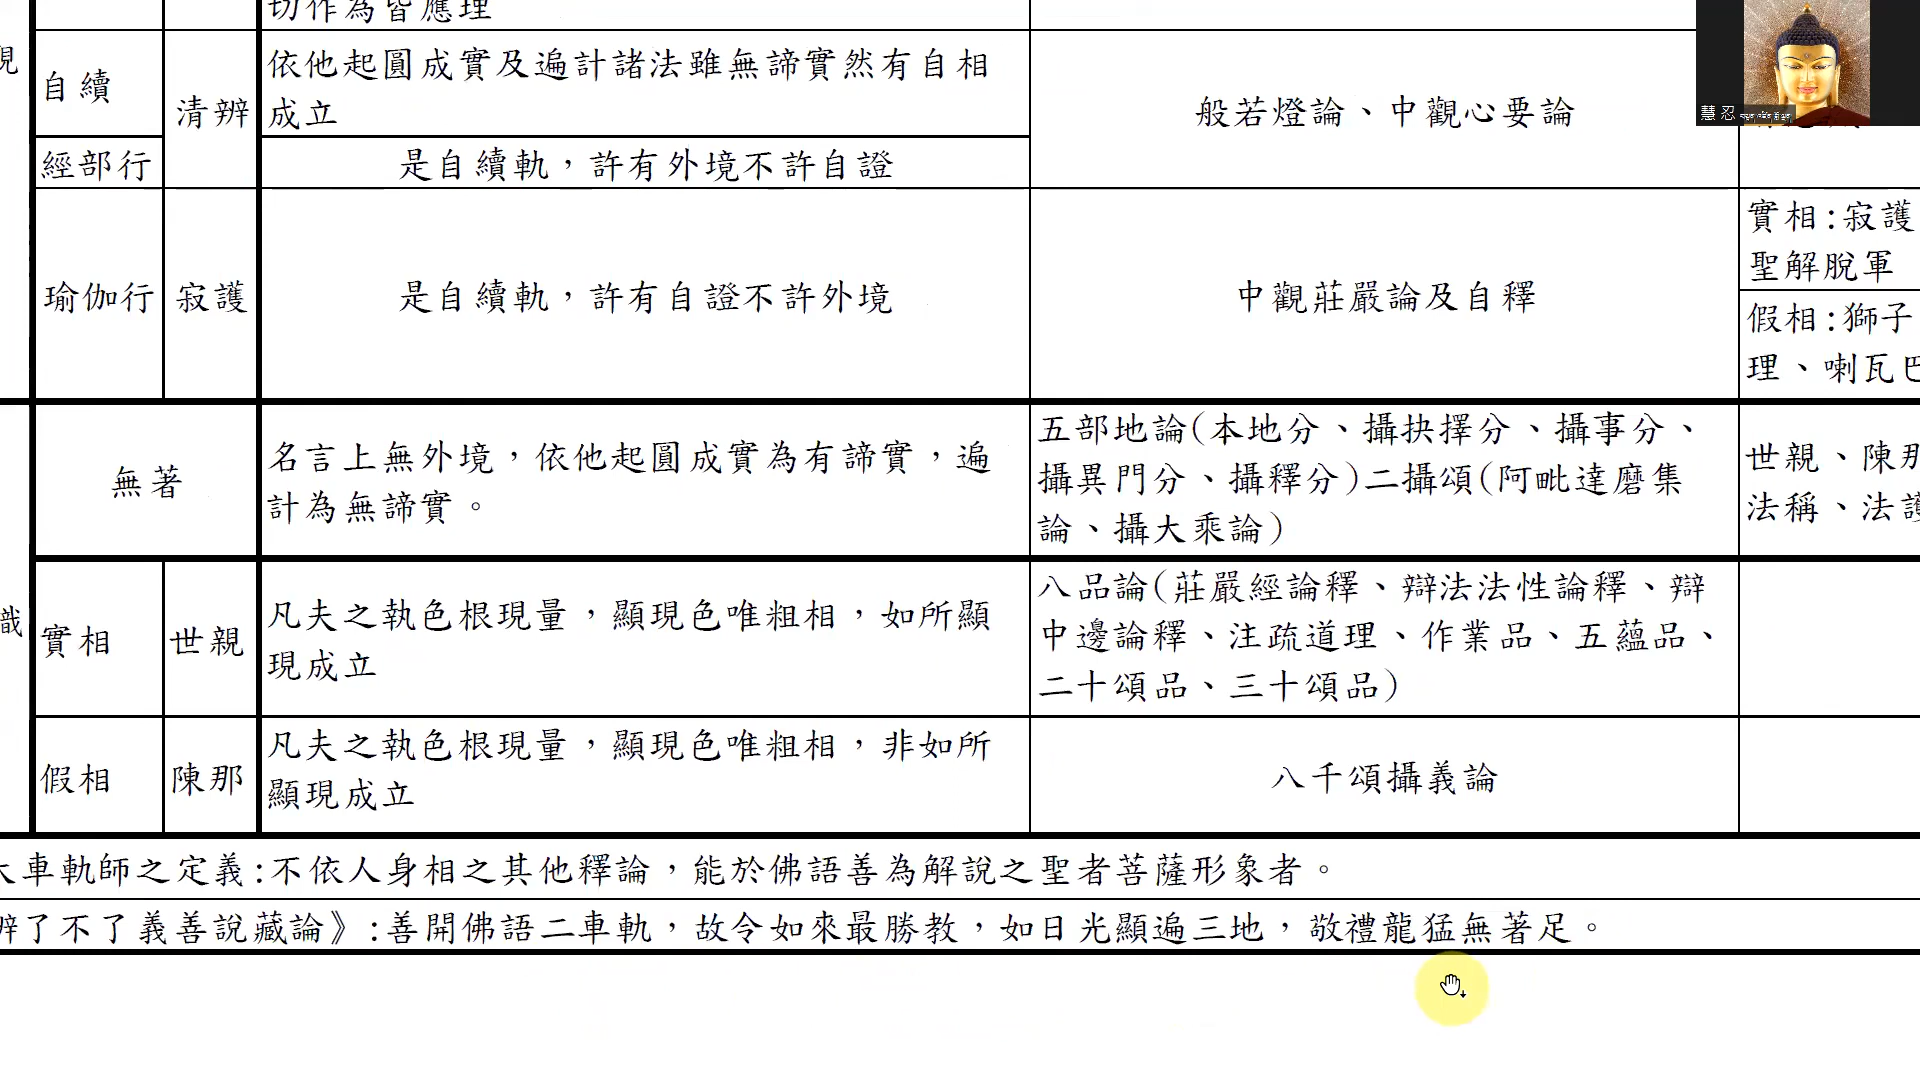 切作為皆應理
現
自續
清辨
依他起圓成實及遍計諸法雖無諦實然有自相
成立
般若燈論、中觀心要論
慧忍
經部行
是自續軌，許有外境不許自證
瑜伽行
寂護
是自續軌，許有自證不許外境
中觀莊嚴論及自釋
實相:寂護
聖解脫軍
假相:獅子
理、喇瓦巴
無著
名言上無外境，依他起圓成實為有諦實，遍
計為無諦實。
五部地論(本地分、攝抉擇分、攝事分、
攝異門分、攝釋分)二攝頌(阿毗達磨集
論、攝大乘論)
世親、陳那
法稱、法護
識
實相
世親
凡夫之執色根現量，顯現色唯粗相，如所顯
現成立
八品論(莊嚴經論釋、辯法法性論釋、辯
中邊論釋、注疏道理、作業品、五蘊品、
二十頌品、三十頌品)
假相
陳那
凡夫之執色根現量，顯現色唯粗相，非如所
顯現成立
八千頌攝義論
大車軌師之定義:不依人身相之其他釋論，能於佛語善為解說之聖者菩薩形象者。
辨了不了義善說藏論》:善開佛語二車軌，故令如來最勝教，如日光顯遍三地，敬禮龍猛無著足。